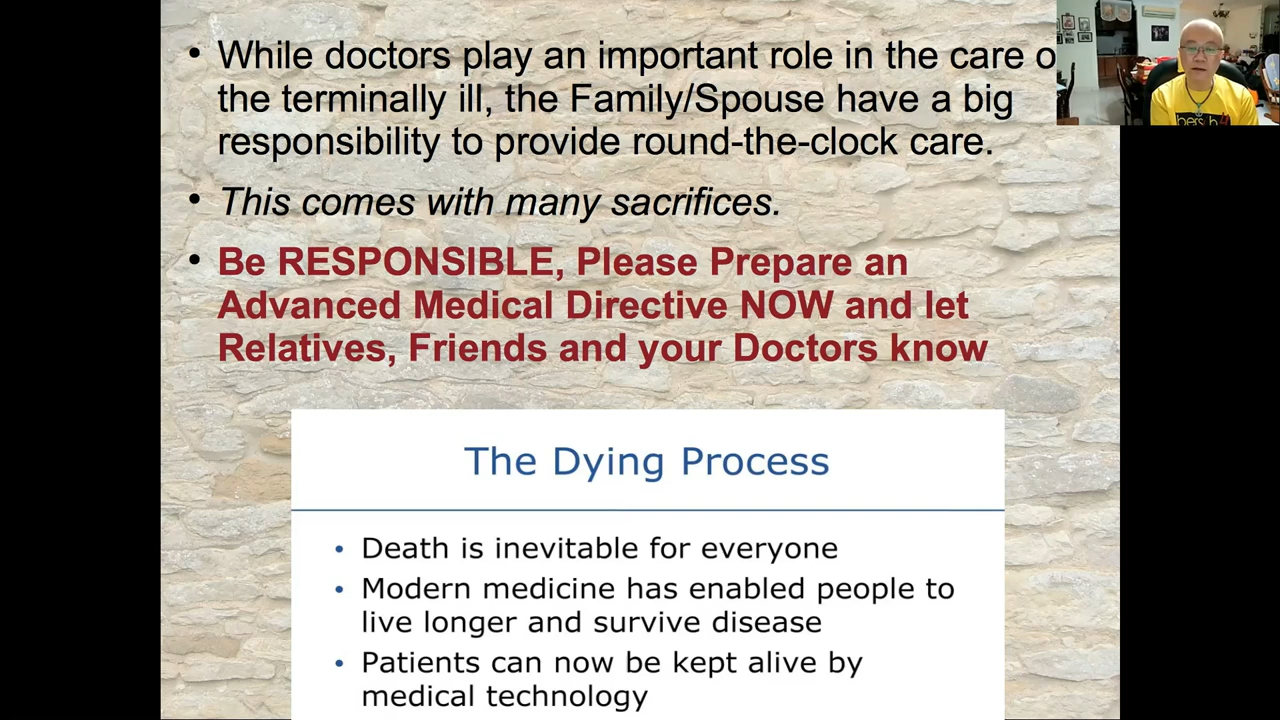 • While doctors play an important role in the care o
the terminally ill, the Family/Spouse have a big
responsibility to provide round-the-clock care.
• This comes with many sacrifices.
• Be RESPONSIBLE, Please Prepare an
Advanced Medical Directive NOW and let
Relatives, Friends and your Doctors know
The Dying Process
• Death is inevitable for everyone
• Modern medicine has enabled people to
live longer and survive disease
• Patients can now be kept alive by
medical technology